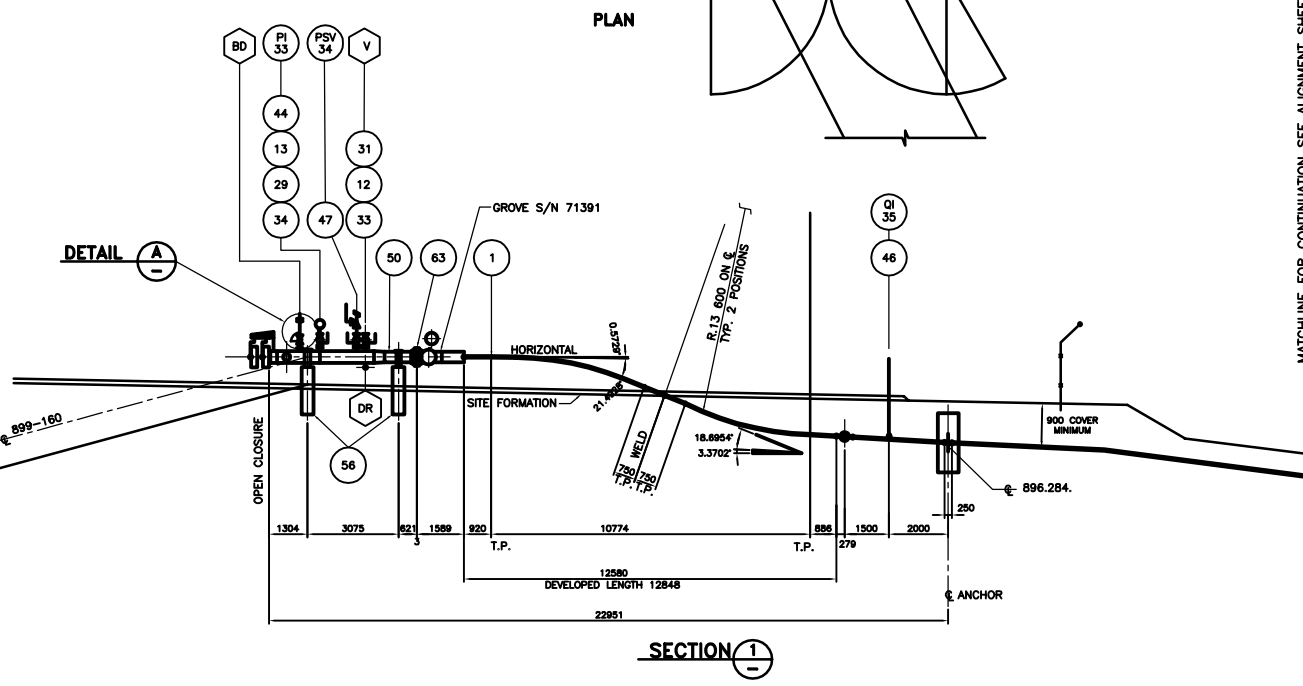 PLAN
BD
PI
33
PSV
34
V
44
13
31
29
12
34
47
33
QI
35
46
GROVE S/N 71391
DETAIL
A
50
63
1
R.13 600 ON ℄
TYP. 2 POSITIONS
0.5729°
HORIZONTAL
SITE FORMATION
DR
℄ 899-160
OPEN CLOSURE
56
WELD
750
750
T.P.
T.P.
18.6954°
3.3702°
900 COVER
MINIMUM
℄ 896.284.
250
1304
3075
621
3
1589
920
10774
886
279
1500
2000
T.P.
T.P.
12580
DEVELOPED LENGTH 12848
℄ ANCHOR
22951
SECTION
1
MATCHLINE FOR CONTINUATION SEE ALIGNMENT SHEET